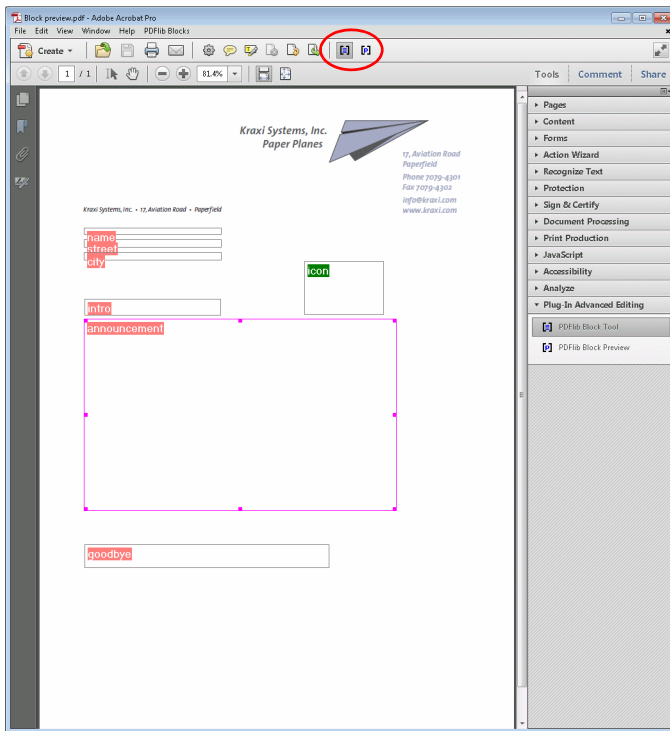 Block preview.pdf - Adobe Acrobat Pro
File Edit View Window Help PDFlib Blocks
Create
1 / 1
81.4%
Tools Comment Share
Kraxi Systems, Inc.
Paper Planes
17, Aviation Road
Paperfield
Phone 7079-4301
Fax 7079-4302
info@kraxi.com
www.kraxi.com
Kraxi Systems, Inc. • 17, Aviation Road • Paperfield
name
street
city
icon
intro
announcement
goodbye
Pages
Content
Forms
Action Wizard
Recognize Text
Protection
Sign & Certify
Document Processing
Print Production
JavaScript
Accessibility
Analyze
Plug-In Advanced Editing
PDFlib Block Tool
PDFlib Block Preview